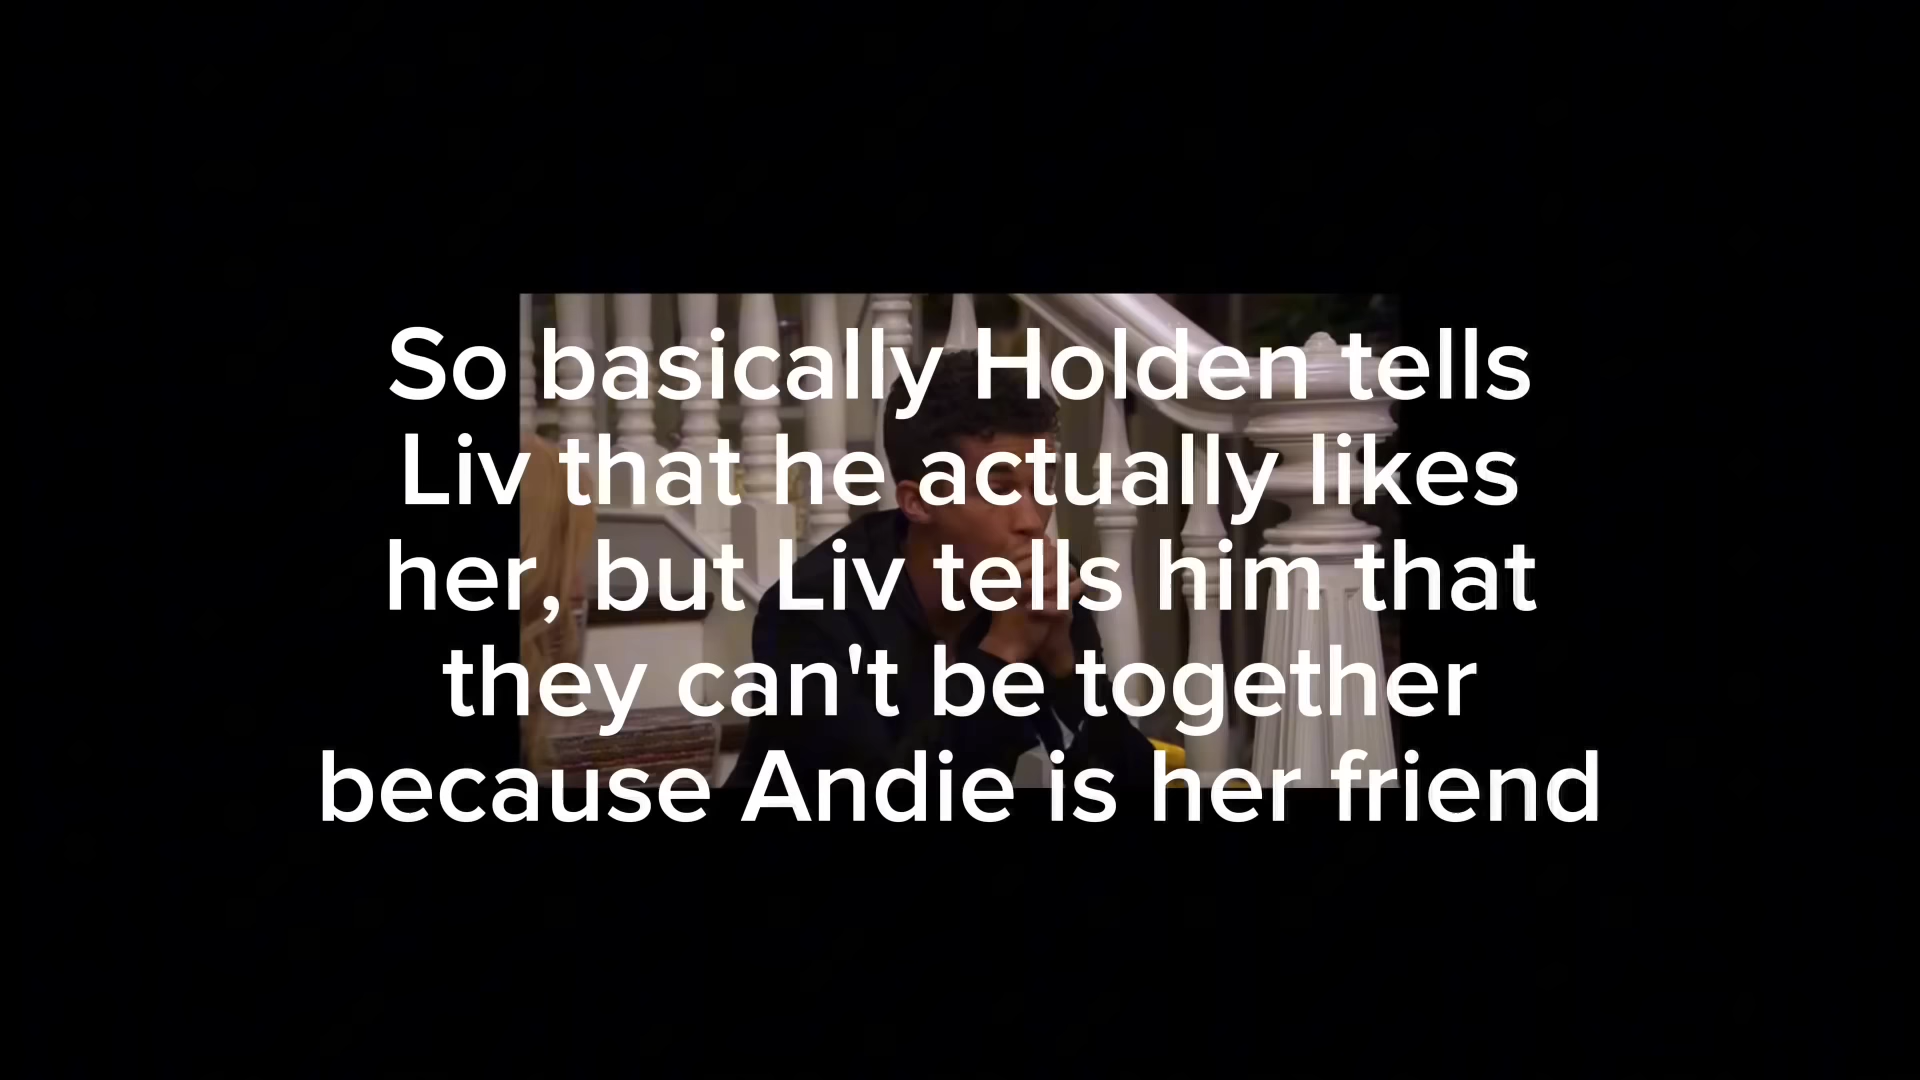 So basically Holden tells
Liv that he actually likes
her, but Liv tells him that
they can't be together
because Andie is her friend